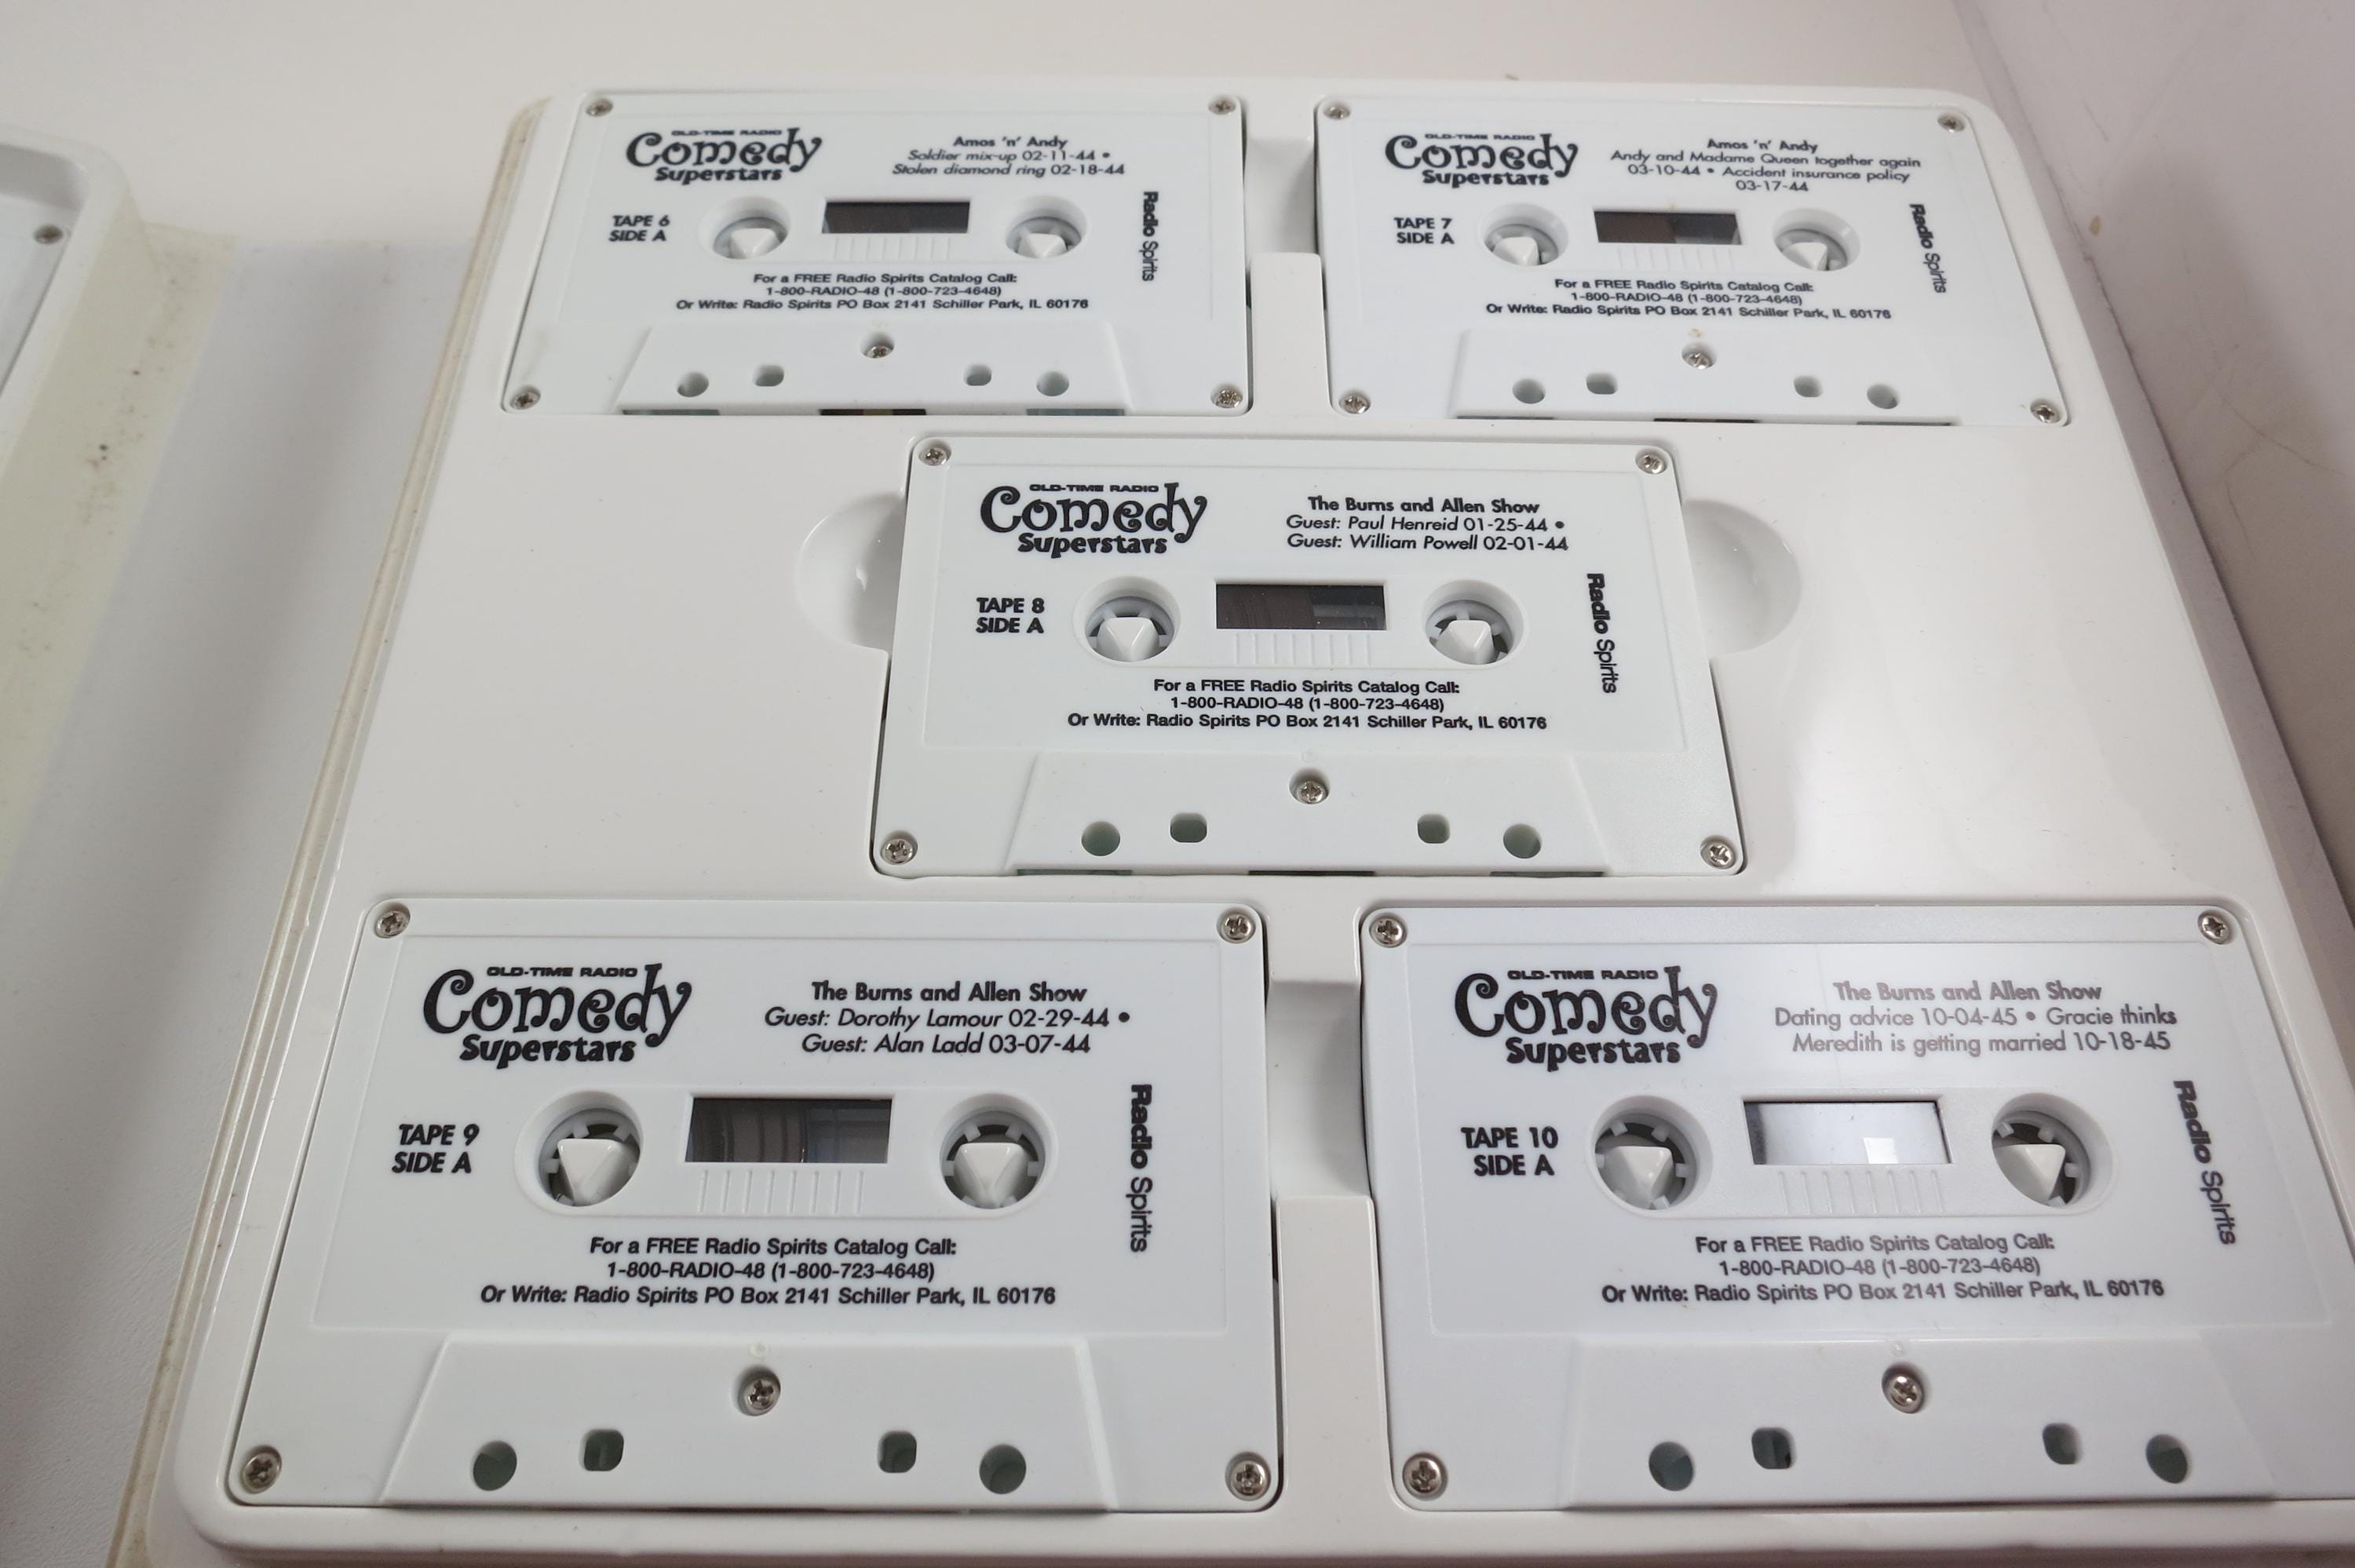 OLD-TIME RADIO
Comedy
Superstars
Amos 'n' Andy
Soldier mix-up 02-11-44 •
Stolen diamond ring 02-18-44
TAPE 6
SIDE A
Radio Spirits
For a FREE Radio Spirits Catalog Call:
1-800-RADIO-48 (1-800-723-4648)
Or Write: Radio Spirits PO Box 2141 Schiller Park, IL 60176
OLD-TIME RADIO
Comedy
Superstars
Amos 'n' Andy
Andy and Madame Queen together again
03-10-44 • Accident insurance policy
03-17-44
TAPE 7
SIDE A
Radio Spirits
For a FREE Radio Spirits Catalog Call:
1-800-RADIO-48 (1-800-723-4648)
Or Write: Radio Spirits PO Box 2141 Schiller Park, IL 60176
OLD-TIME RADIO
Comedy
Superstars
The Burns and Allen Show
Guest: Paul Henreid 01-25-44 •
Guest: William Powell 02-01-44
TAPE 8
SIDE A
Radio Spirits
For a FREE Radio Spirits Catalog Call:
1-800-RADIO-48 (1-800-723-4648)
Or Write: Radio Spirits PO Box 2141 Schiller Park, IL 60176
OLD-TIME RADIO
Comedy
Superstars
The Burns and Allen Show
Guest: Dorothy Lamour 02-29-44 •
Guest: Alan Ladd 03-07-44
TAPE 9
SIDE A
Radio Spirits
For a FREE Radio Spirits Catalog Call:
1-800-RADIO-48 (1-800-723-4648)
Or Write: Radio Spirits PO Box 2141 Schiller Park, IL 60176
OLD-TIME RADIO
Comedy
Superstars
The Burns and Allen Show
Dating advice 10-04-45 • Gracie thinks
Meredith is getting married 10-18-45
TAPE 10
SIDE A
Radio Spirits
For a FREE Radio Spirits Catalog Call:
1-800-RADIO-48 (1-800-723-4648)
Or Write: Radio Spirits PO Box 2141 Schiller Park, IL 60176